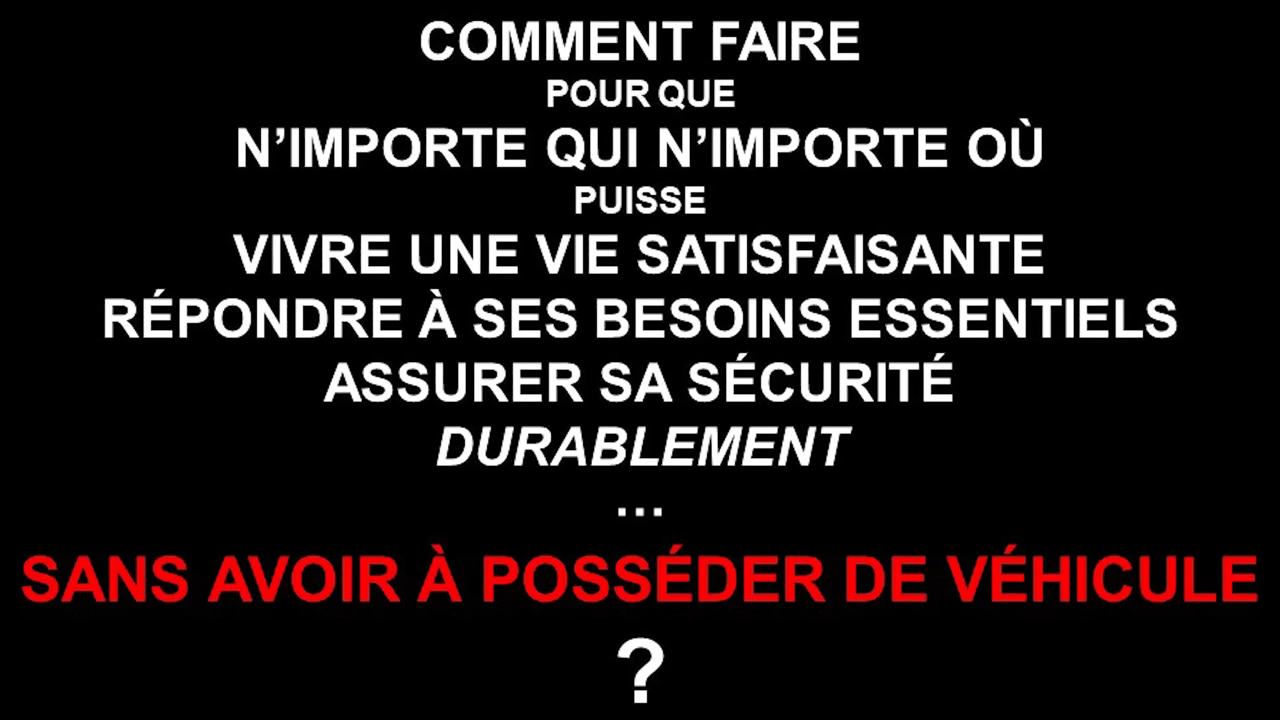 COMMENT FAIRE
POUR QUE
N’IMPORTE QUI N’IMPORTE OÙ
PUISSE
VIVRE UNE VIE SATISFAISANTE
RÉPONDRE À SES BESOINS ESSENTIELS
ASSURER SA SÉCURITÉ
DURABLEMENT
…
SANS AVOIR À POSSÉDER DE VÉHICULE
?